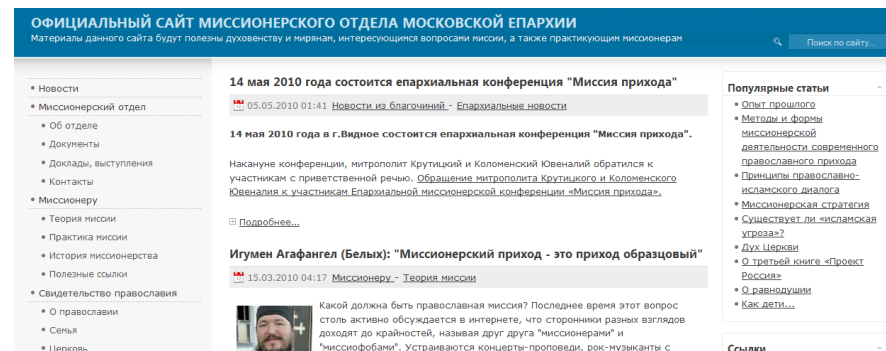 ОФИЦИАЛЬНЫЙ САЙТ МИССИОНЕРСКОГО ОТДЕЛА МОСКОВСКОЙ ЕПАРХИИ
Материалы данного сайта будут полезны духовенству и мирянам, интересующимся вопросами миссии, а также практикующим миссионерам
Поиск по сайту...
Новости
Миссионерский отдел
Об отделе
Документы
Доклады, выступления
Контакты
Миссионеру
Теория миссии
Практика миссии
История миссионерства
Полезные ссылки
Свидетельство православия
О православии
Семья
Церковь
14 мая 2010 года состоится епархиальная конференция "Миссия прихода"
05.05.2010 01:41 Новости из благочиний - Епархиальные новости
14 мая 2010 года в г.Видное состоится епархиальная конференция "Миссия прихода".
Накануне конференции, митрополит Крутицкий и Коломенский Ювеналий обратился к
участникам с приветственной речью. Обращение митрополита Крутицкого и Коломенского
Ювеналия к участникам Епархиальной миссионерской конференции «Миссия прихода».
Подробнее...
Игумен Агафангел (Белых): "Миссионерский приход - это приход образцовый"
15.03.2010 04:17 Миссионеру - Теория миссии
Какой должна быть православная миссия? Последнее время этот вопрос
столь активно обсуждается в интернете, что сторонники разных взглядов
доходят до крайностей, называя друг друга "миссионерами" и
"миссиофобами". Устраиваются концерты-проповеди, рок-музыканты с
Популярные статьи
Опыт прошлого
Методы и формы
миссионерской
деятельности современного
православного прихода
Принципы православно-
исламского диалога
Миссионерская стратегия
Существует ли «исламская
угроза»?
Дух Церкви
О третьей книге «Проект
Россия»
О равнодушии
Как дети...
Ссылки